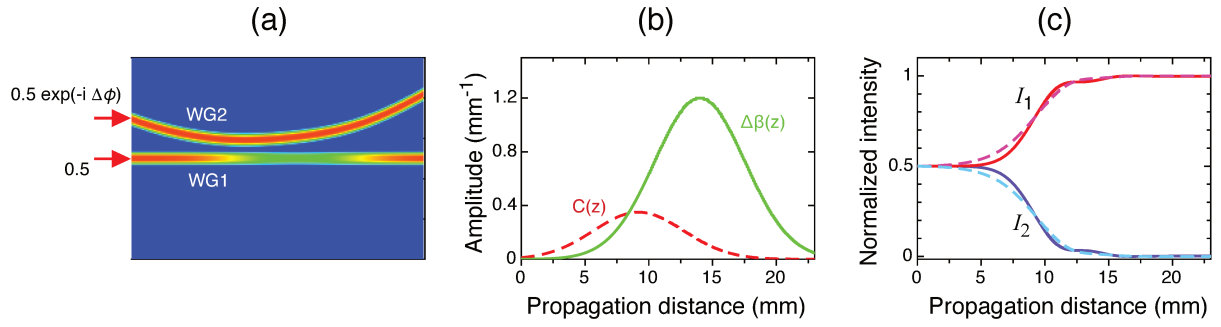 (a)
0.5 exp(-i Δϕ)
WG2
0.5
WG1
(b)
Amplitude (mm⁻¹)
1.2
0.8
0.4
0
Δβ(z)
C(z)
0 5 10 15 20
Propagation distance (mm)
(c)
Normalized intensity
1
0.5
0
I₁
I₂
0 5 10 15 20
Propagation distance (mm)